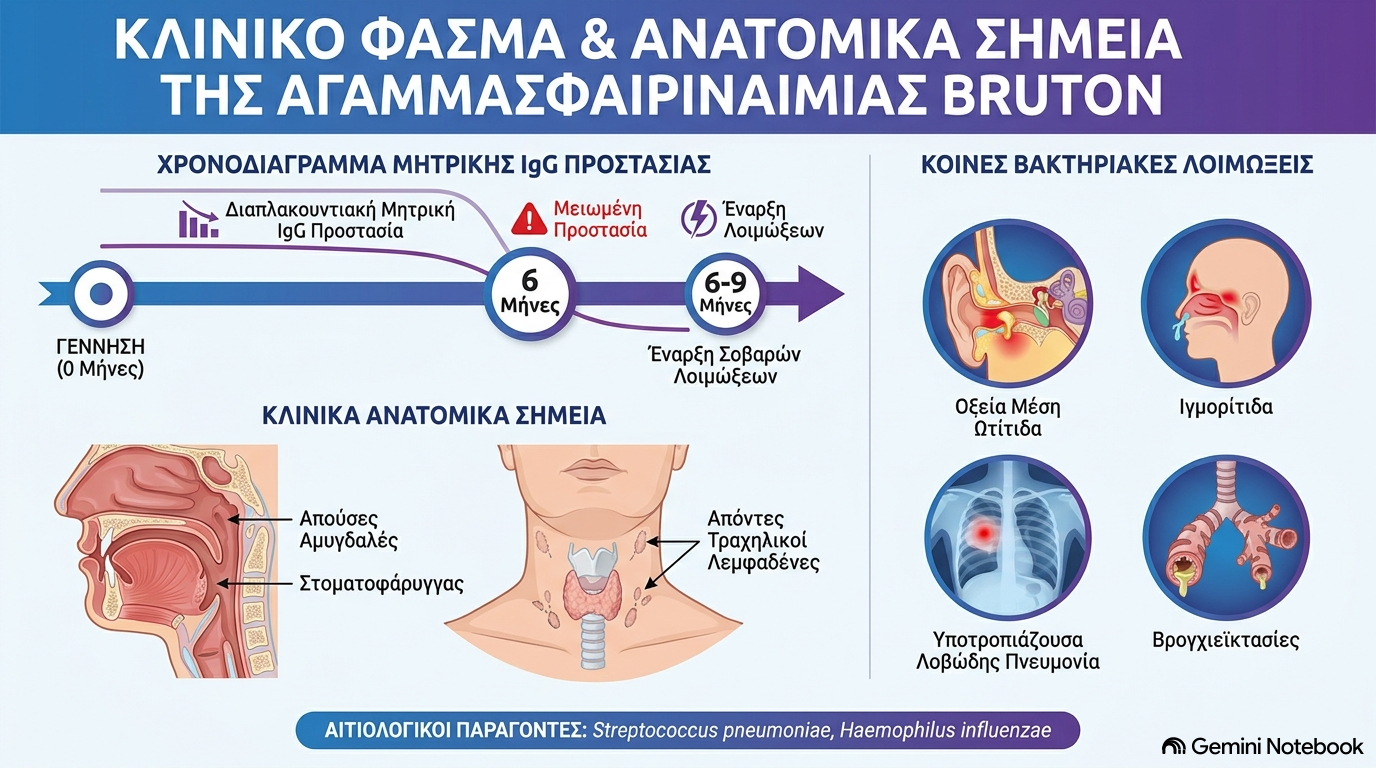 ΚΛΙΝΙΚΟ ΦΑΣΜΑ & ΑΝΑΤΟΜΙΚΑ ΣΗΜΕΙΑ
ΤΗΣ ΑΓΑΜΜΑΣΦΑΙΡΙΝΑΙΜΙΑΣ BRUTON
ΧΡΟΝΟΔΙΑΓΡΑΜΜΑ ΜΗΤΡΙΚΗΣ IgG ΠΡΟΣΤΑΣΙΑΣ
Διαπλακουντιακή Μητρική
IgG Προστασία
Μειωμένη
Προστασία
Έναρξη
Λοιμώξεων
6
Μήνες
6-9
Μήνες
ΓΕΝΝΗΣΗ
(0 Μήνες)
Έναρξη Σοβαρών
Λοιμώξεων
ΚΛΙΝΙΚΑ ΑΝΑΤΟΜΙΚΑ ΣΗΜΕΙΑ
Απούσες
Αμυγδαλές
Στοματοφάρυγγας
Απόντες
Τραχηλικοί
Λεμφαδένες
ΚΟΙΝΕΣ ΒΑΚΤΗΡΙΑΚΕΣ ΛΟΙΜΩΞΕΙΣ
Οξεία Μέση
Ωτίτιδα
Ιγμορίτιδα
Υποτροπιάζουσα
Λοβώδης Πνευμονία
Βρογχιεϊκτασίες
ΑΙΤΙΟΛΟΓΙΚΟΙ ΠΑΡΑΓΟΝΤΕΣ: Streptococcus pneumoniae, Haemophilus influenzae
Gemini Notebook